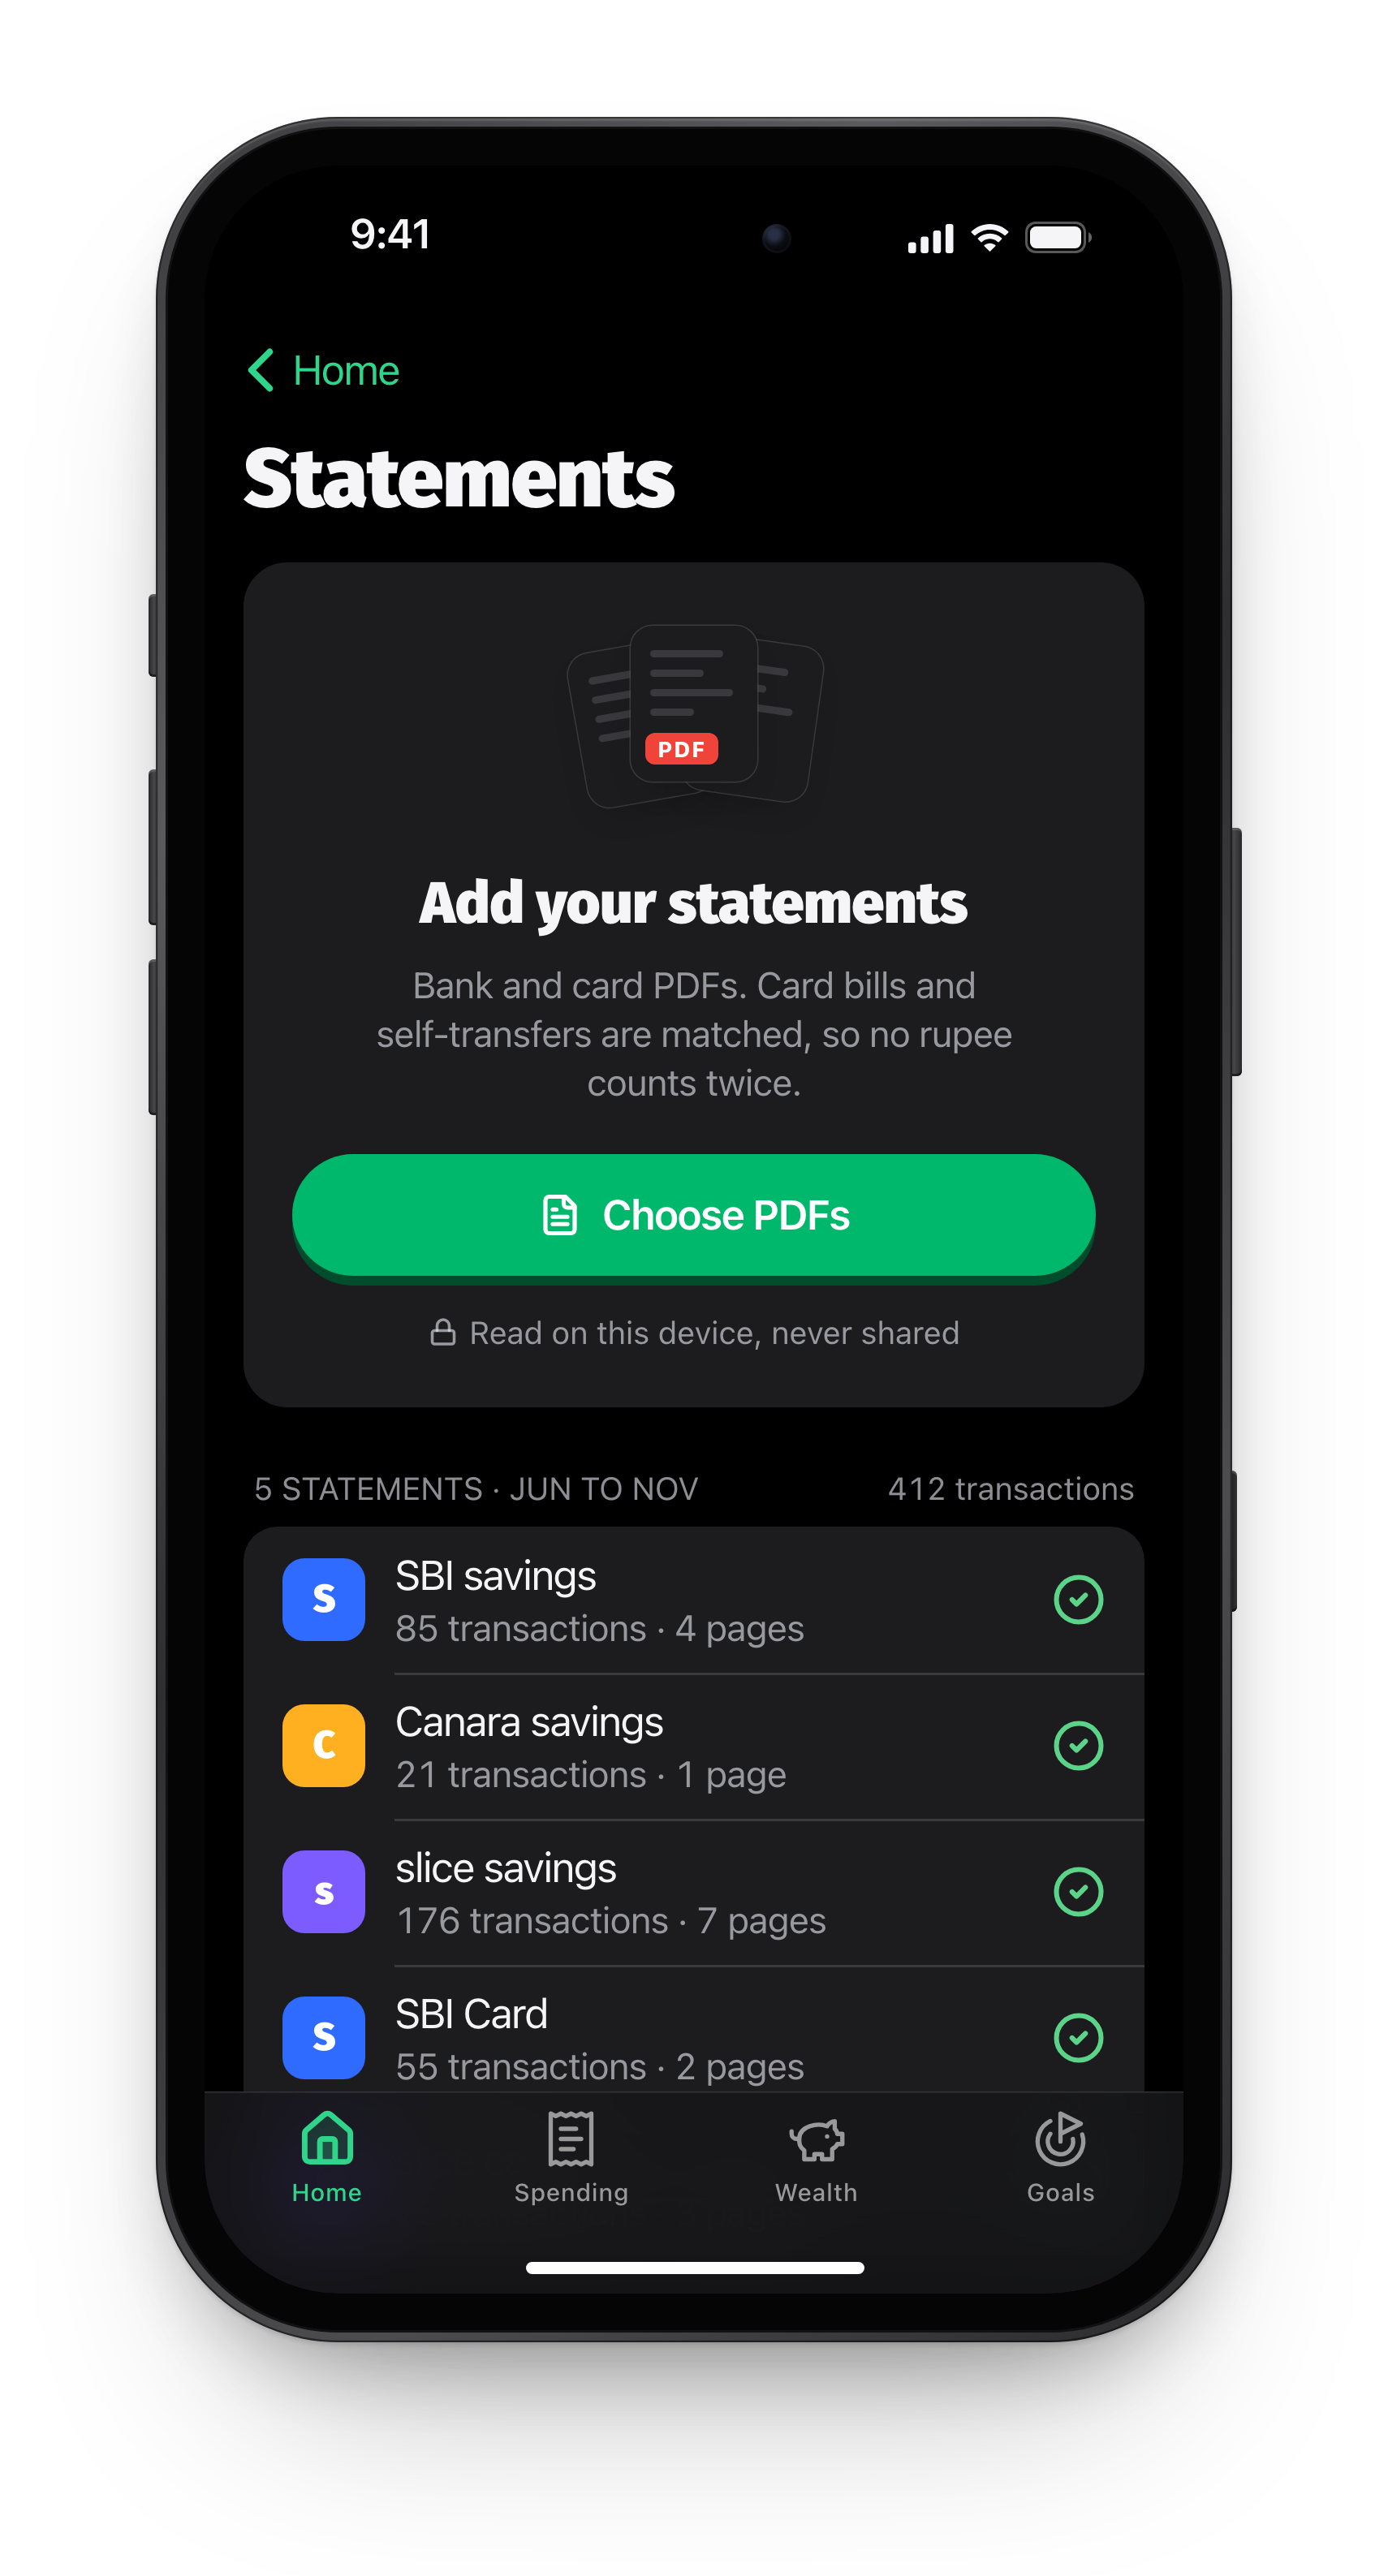 9:41
Home
Statements
PDF
Add your statements
Bank and card PDFs. Card bills and
self-transfers are matched, so no rupee
counts twice.
Choose PDFs
Read on this device, never shared
5 STATEMENTS · JUN TO NOV 412 transactions
S
SBI savings
85 transactions · 4 pages
C
Canara savings
21 transactions · 1 page
s
slice savings
176 transactions · 7 pages
S
SBI Card
55 transactions · 2 pages
Home Spending Wealth Goals